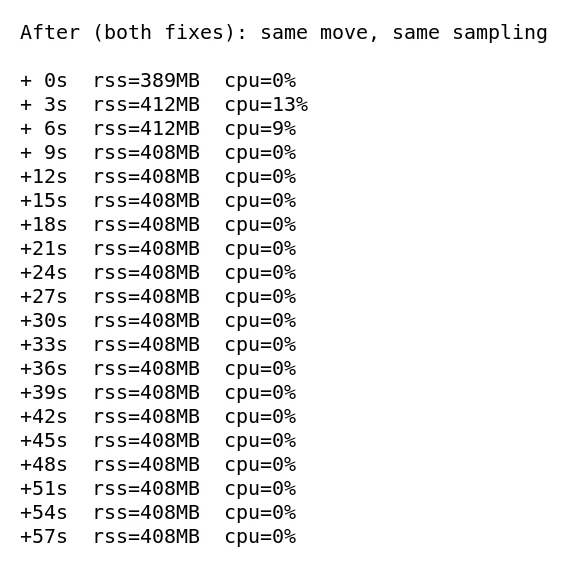 After (both fixes): same move, same sampling

+ 0s  rss=389MB  cpu=0%
+ 3s  rss=412MB  cpu=13%
+ 6s  rss=412MB  cpu=9%
+ 9s  rss=408MB  cpu=0%
+12s  rss=408MB  cpu=0%
+15s  rss=408MB  cpu=0%
+18s  rss=408MB  cpu=0%
+21s  rss=408MB  cpu=0%
+24s  rss=408MB  cpu=0%
+27s  rss=408MB  cpu=0%
+30s  rss=408MB  cpu=0%
+33s  rss=408MB  cpu=0%
+36s  rss=408MB  cpu=0%
+39s  rss=408MB  cpu=0%
+42s  rss=408MB  cpu=0%
+45s  rss=408MB  cpu=0%
+48s  rss=408MB  cpu=0%
+51s  rss=408MB  cpu=0%
+54s  rss=408MB  cpu=0%
+57s  rss=408MB  cpu=0%